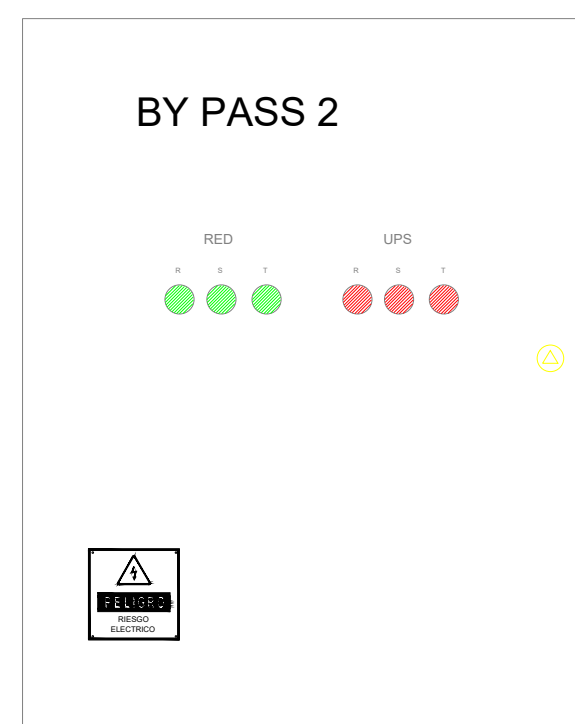 BY PASS 2
RED UPS
R S T R S T
PELIGRO
RIESGO
ELECTRICO